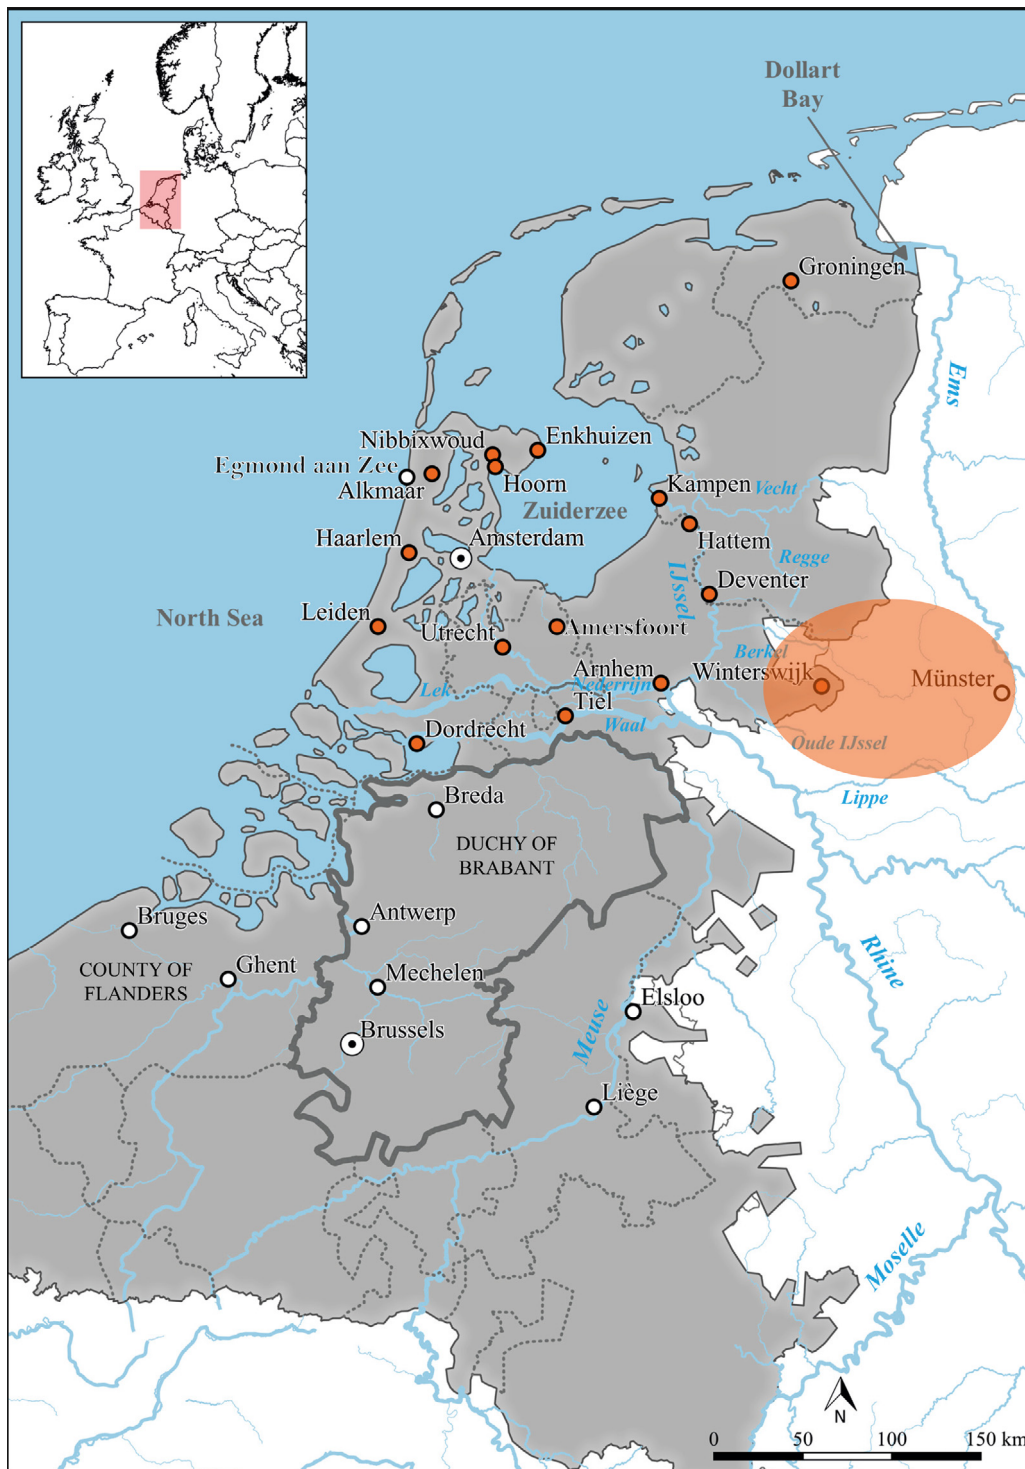 Dollart
Bay
Groningen
Ems
Nibbixwoud
Enkhuizen
Egmond aan Zee
Alkmaar
Hoorn
Kampen
Vecht
Zuiderzee
Haarlem
Amsterdam
Hattem
Regge
IJssel
Deventer
North Sea
Leiden
Utrecht
Amersfoort
Berkel
Arnhem
Winterswijk
Münster
Lek
Nederrijn
Tiel
Waal
Dordrecht
Oude IJssel
Lippe
Breda
DUCHY OF
BRABANT
Bruges
Antwerp
Rhine
COUNTY OF
FLANDERS
Ghent
Mechelen
Elsloo
Meuse
Brussels
Liège
Moselle
N
0 50 100 150 km